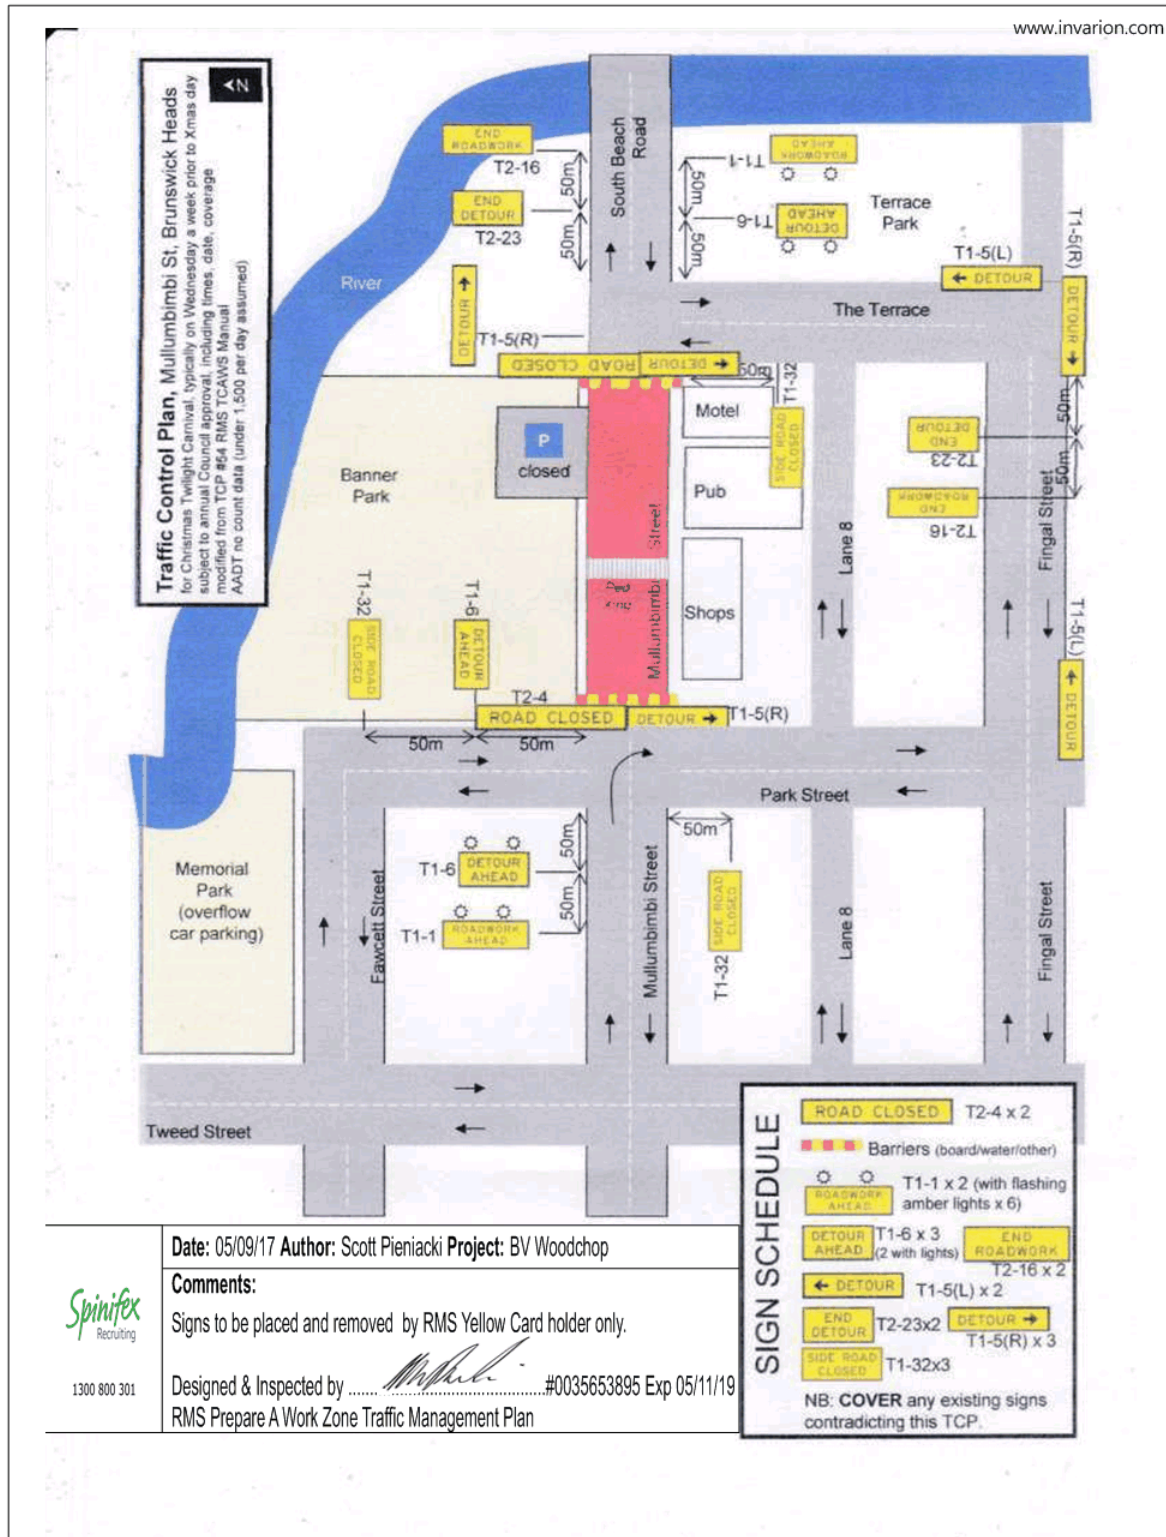 www.invarion.com
Traffic Control Plan, Mullumbimbi St, Brunswick Heads
for Christmas Twilight Carnival, typically on Wednesday a week prior to Xmas day
subject to annual Council approval, including times, date, coverage
modified from TCP #54 RMS TCAWS Manual
AADT no count data (under 1,500 per day assumed)
N
END
ROADWORK
T2-16
50m
END
DETOUR
T2-23
50m
South Beach
Road
50m
T1-1
ROADWORK
AHEAD
50m
T1-6
DETOUR
AHEAD
Terrace
Park
T1-5(L)
← DETOUR
T1-5(R)
DETOUR →
River
← DETOUR
T1-5(R)
The Terrace
ROAD CLOSED
DETOUR →
50m
T1-32
SIDE ROAD
CLOSED
P
closed
Banner
Park
Motel
Pub
Shops
Street
Mullumbimbi
Lane 8
END
DETOUR
T2-23
50m
END
ROADWORK
T2-16
50m
Fingal Street
T1-32
SIDE ROAD
CLOSED
T1-6
DETOUR
AHEAD
T2-4
ROAD CLOSED
DETOUR →
T1-5(R)
T1-5(L)
← DETOUR
50m
50m
Park Street
Memorial
Park
(overflow
car parking)
Fawcett Street
T1-6
DETOUR
AHEAD
50m
T1-1
ROADWORK
AHEAD
50m
Mullumbimbi Street
50m
SIDE ROAD
CLOSED
T1-32
Lane 8
Fingal Street
Tweed Street
SIGN SCHEDULE
ROAD CLOSED T2-4 x 2
Barriers (board/water/other)
ROADWORK
AHEAD
T1-1 x 2 (with flashing
amber lights x 6)
DETOUR
AHEAD
T1-6 x 3
(2 with lights)
END
ROADWORK
T2-16 x 2
← DETOUR T1-5(L) x 2
END
DETOUR
T2-23x2
DETOUR →
T1-5(R) x 3
SIDE ROAD
CLOSED
T1-32x3
NB: COVER any existing signs
contradicting this TCP.
Spinifex
Recruiting
1300 800 301
Date: 05/09/17 Author: Scott Pieniacki Project: BV Woodchop
Comments:
Signs to be placed and removed by RMS Yellow Card holder only.
Designed & Inspected by ....... #0035653895 Exp 05/11/19
RMS Prepare A Work Zone Traffic Management Plan